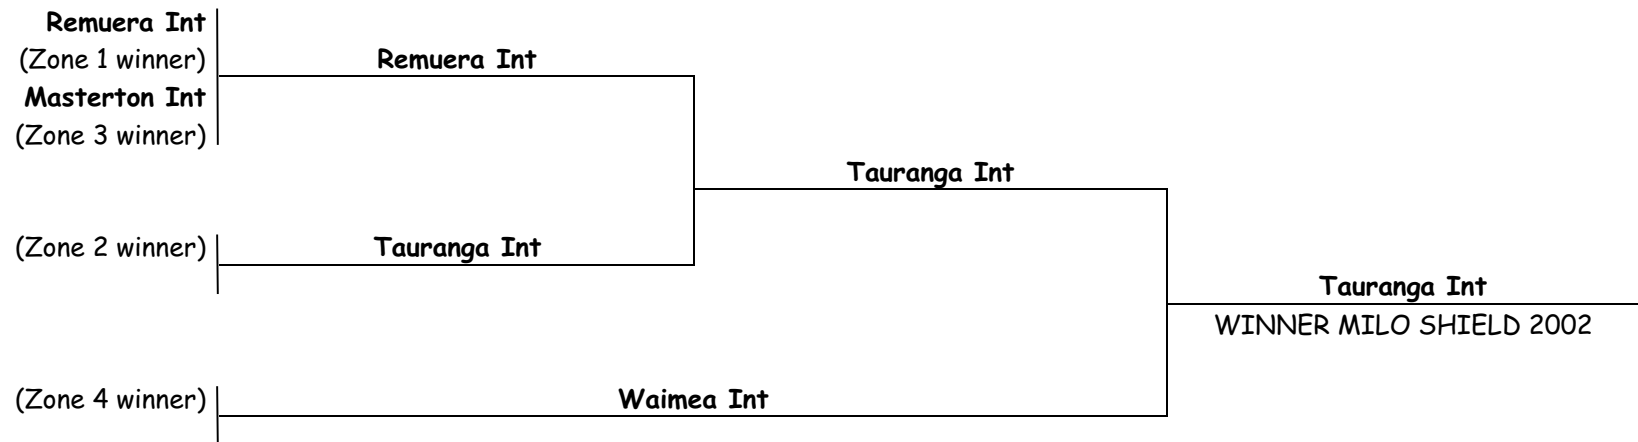 Remuera Int
(Zone 1 winner)
Remuera Int
Masterton Int
(Zone 3 winner)
Tauranga Int
(Zone 2 winner)
Tauranga Int
Tauranga Int
WINNER MILO SHIELD 2002
(Zone 4 winner)
Waimea Int